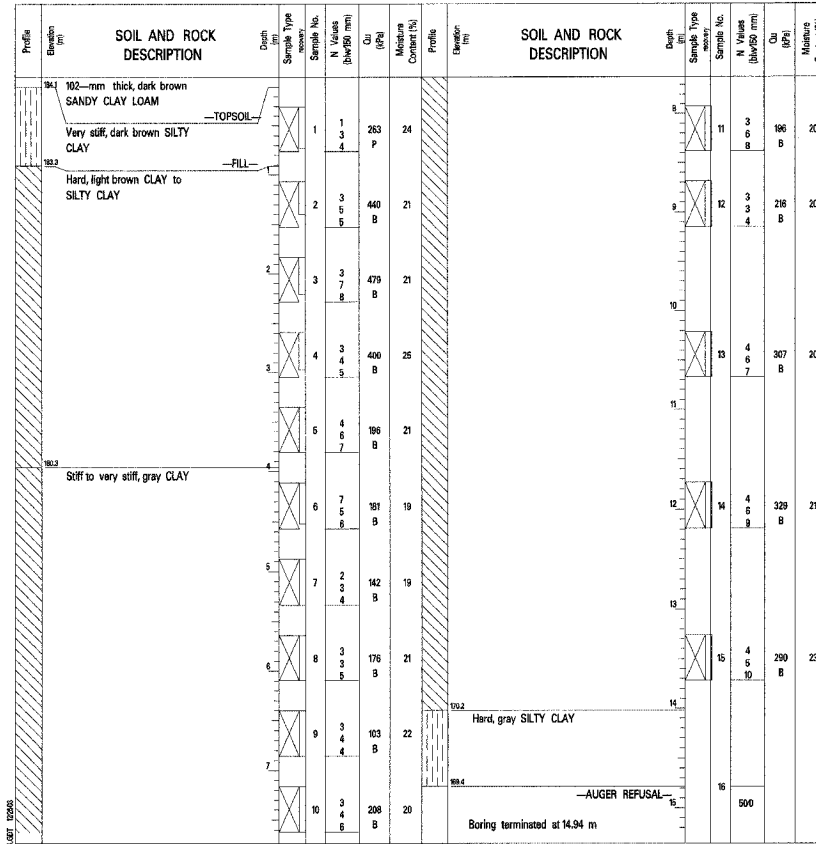 Profile
Elevation (m)
SOIL AND ROCK
DESCRIPTION
Depth (m)
Sample Type
recovery
Sample No.
N Values
(blw/150 mm)
Qu
(kPa)
Moisture
Content (%)
184.1 102—mm thick, dark brown
SANDY CLAY LOAM
—TOPSOIL—
Very stiff, dark brown SILTY
CLAY
183.3 —FILL—
Hard, light brown CLAY to
SILTY CLAY
180.3
Stiff to very stiff, gray CLAY
1
2
3
4
5
6
7
1 1 3 4 263 P 24
2 3 5 5 440 B 21
3 3 7 8 479 B 21
4 3 4 5 400 B 25
5 4 6 7 196 B 21
6 7 5 6 181 B 19
7 2 3 4 142 B 19
8 3 3 5 176 B 21
9 3 4 4 103 B 22
10 3 4 6 208 B 20
Profile
Elevation (m)
SOIL AND ROCK
DESCRIPTION
Depth (m)
Sample Type
recovery
Sample No.
N Values
(blw/150 mm)
Qu
(kPa)
Moisture
8
9
10
11
12
13
14
15
11 3 6 8 196 B 20
12 3 3 4 216 B 20
13 4 6 7 307 B 20
14 4 6 9 329 B 21
15 4 5 10 290 B 23
170.2
Hard, gray SILTY CLAY
169.4
16
—AUGER REFUSAL—
50/0
Boring terminated at 14.94 m